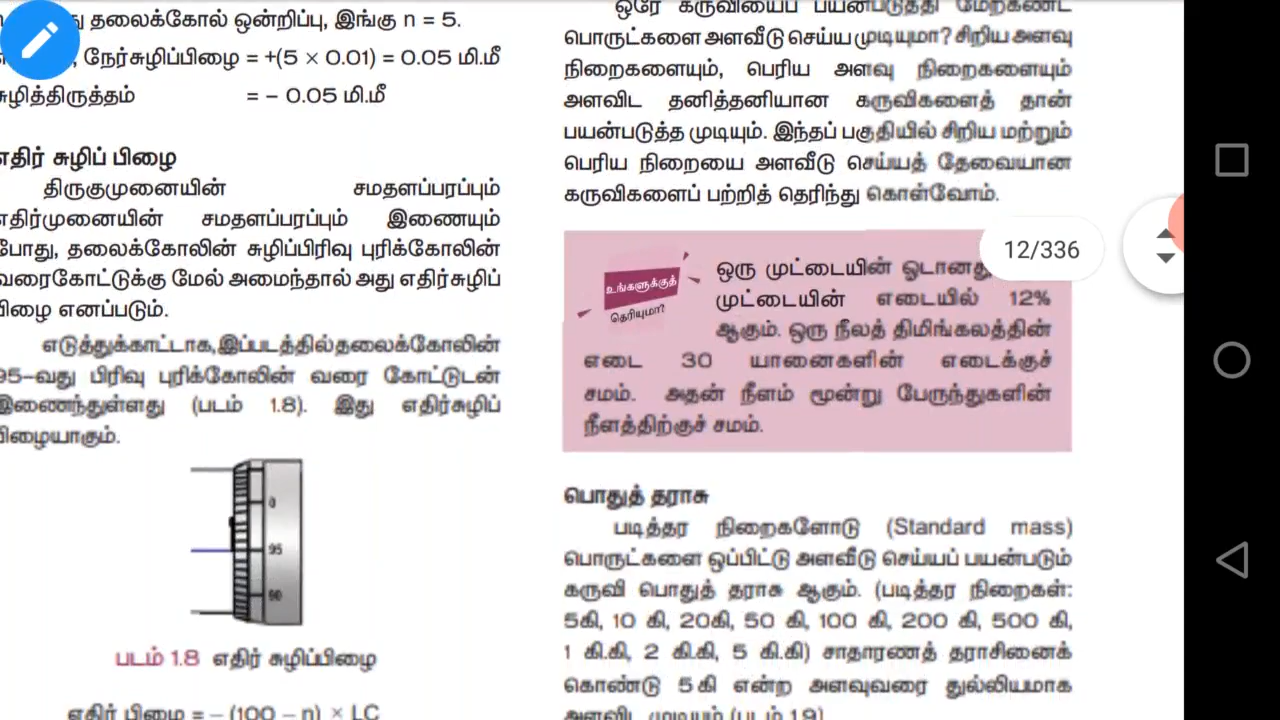 து தலைக்கோல் ஒன்றிப்பு, இங்கு n = 5.
நேர்சுழிப்பிழை = +(5 × 0.01) = 0.05 மி.மீ
சுழித்திருத்தம் = – 0.05 மி.மீ
எதிர் சுழிப் பிழை
திருகுமுனையின் சமதளப்பரப்பும்
எதிர்முனையின் சமதளப்பரப்பும் இணையும்
போது, தலைக்கோலின் சுழிப்பிரிவு புரிக்கோலின்
வரைகோட்டுக்கு மேல் அமைந்தால் அது எதிர்சுழிப்
பிழை எனப்படும்.
எடுத்துக்காட்டாக,இப்படத்தில்தலைக்கோலின்
95–வது பிரிவு புரிக்கோலின் வரை கோட்டுடன்
இணைந்துள்ளது (படம் 1.8). இது எதிர்சுழிப்
பிழையாகும்.
0
95
90
படம் 1.8 எதிர் சுழிப்பிழை
எதிர் பிழை = – (100 – n) × LC
ஒரே கருவியைப் பயன்படுத்தி மேற்கண்ட
பொருட்களை அளவீடு செய்ய முடியுமா? சிறிய அளவு
நிறைகளையும், பெரிய அளவு நிறைகளையும்
அளவிட தனித்தனியான கருவிகளைத் தான்
பயன்படுத்த முடியும். இந்தப் பகுதியில் சிறிய மற்றும்
பெரிய நிறையை அளவீடு செய்யத் தேவையான
கருவிகளைப் பற்றித் தெரிந்து கொள்வோம்.
12/336
உங்களுக்குத்
தெரியுமா?
ஒரு முட்டையின் ஓடானது,
முட்டையின் எடையில் 12%
ஆகும். ஒரு நீலத் திமிங்கலத்தின்
எடை 30 யானைகளின் எடைக்குச்
சமம். அதன் நீளம் மூன்று பேருந்துகளின்
நீளத்திற்குச் சமம்.
பொதுத் தராசு
படித்தர நிறைகளோடு (Standard mass)
பொருட்களை ஒப்பிட்டு அளவீடு செய்யப் பயன்படும்
கருவி பொதுத் தராசு ஆகும். (படித்தர நிறைகள்:
5கி, 10 கி, 20கி, 50 கி, 100 கி, 200 கி, 500 கி,
1 கி.கி, 2 கி.கி, 5 கி.கி) சாதாரணத் தராசினைக்
கொண்டு 5கி என்ற அளவுவரை துல்லியமாக
அளவிட முடியும் (படம் 1.9)